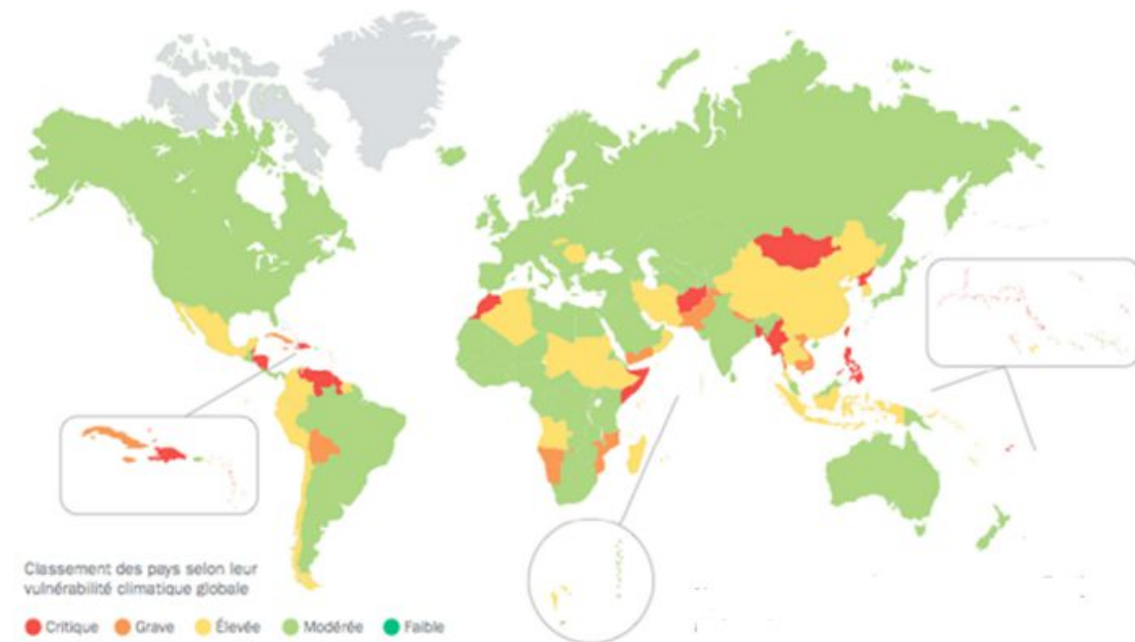 Classement des pays selon leur
vulnérabilité climatique globale
Critique Grave Élevée Modérée Faible